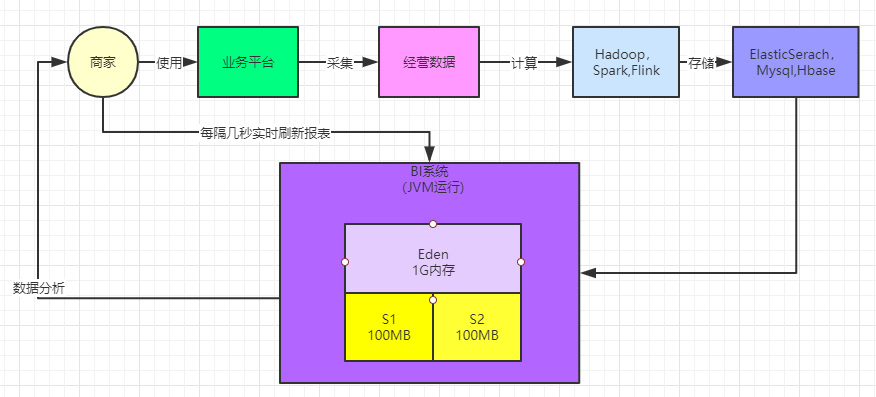 商家
使用
业务平台
采集
经营数据
计算
Hadoop，
Spark,Flink
存储
ElasticSerach，
Mysql,Hbase
每隔几秒实时刷新报表
BI系统
（JVM运行)
Eden
1G内存
S1
100MB
S2
100MB
数据分析